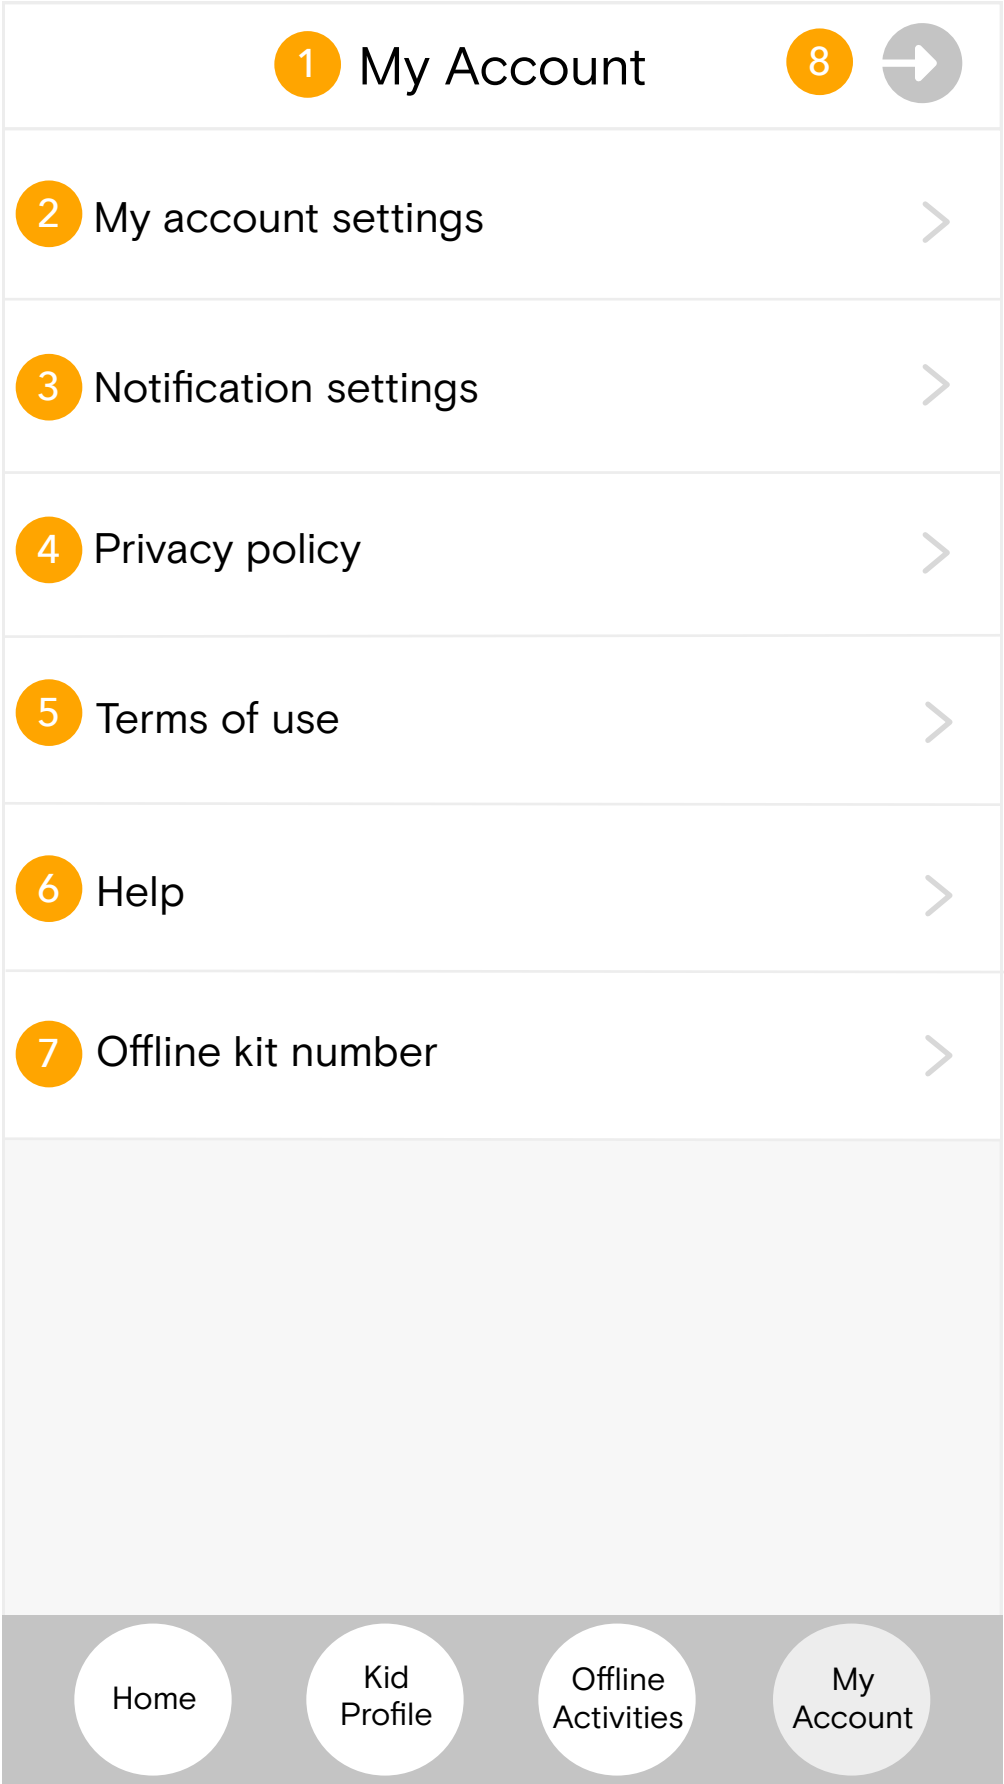 1 My Account 8
2 My account settings
3 Notification settings
4 Privacy policy
5 Terms of use
6 Help
7 Offline kit number
Home
Kid
Profile
Offline
Activities
My
Account